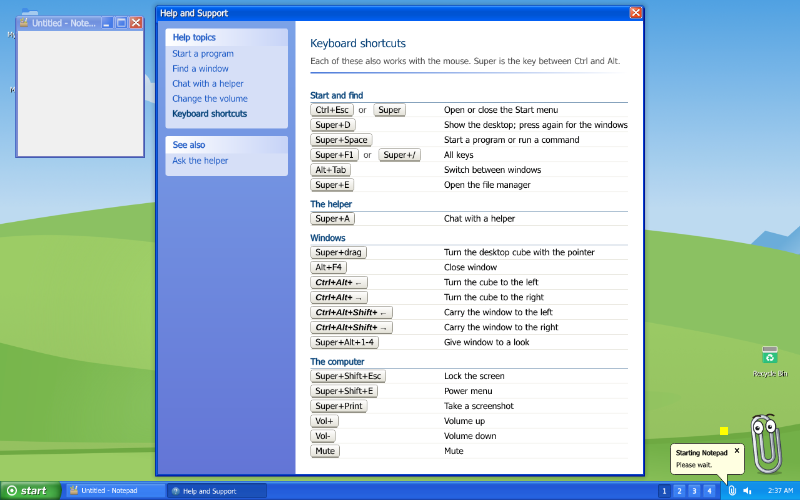 Untitled - Note...
Help and Support
Help topics
Start a program
Find a window
Chat with a helper
Change the volume
Keyboard shortcuts
See also
Ask the helper
Keyboard shortcuts
Each of these also works with the mouse. Super is the key between Ctrl and Alt.
Start and find
Ctrl+Esc or Super Open or close the Start menu
Super+D Show the desktop; press again for the windows
Super+Space Start a program or run a command
Super+F1 or Super+/ All keys
Alt+Tab Switch between windows
Super+E Open the file manager
The helper
Super+A Chat with a helper
Windows
Super+drag Turn the desktop cube with the pointer
Alt+F4 Close window
Ctrl+Alt+ ← Turn the cube to the left
Ctrl+Alt+ → Turn the cube to the right
Ctrl+Alt+Shift+ ← Carry the window to the left
Ctrl+Alt+Shift+ → Carry the window to the right
Super+Alt+1-4 Give window to a look
The computer
Super+Shift+Esc Lock the screen
Super+Shift+E Power menu
Super+Print Take a screenshot
Vol+ Volume up
Vol- Volume down
Mute Mute
Recycle Bin
Starting Notepad
Please wait.
start
Untitled - Notepad
Help and Support
1 2 3 4
2:37 AM